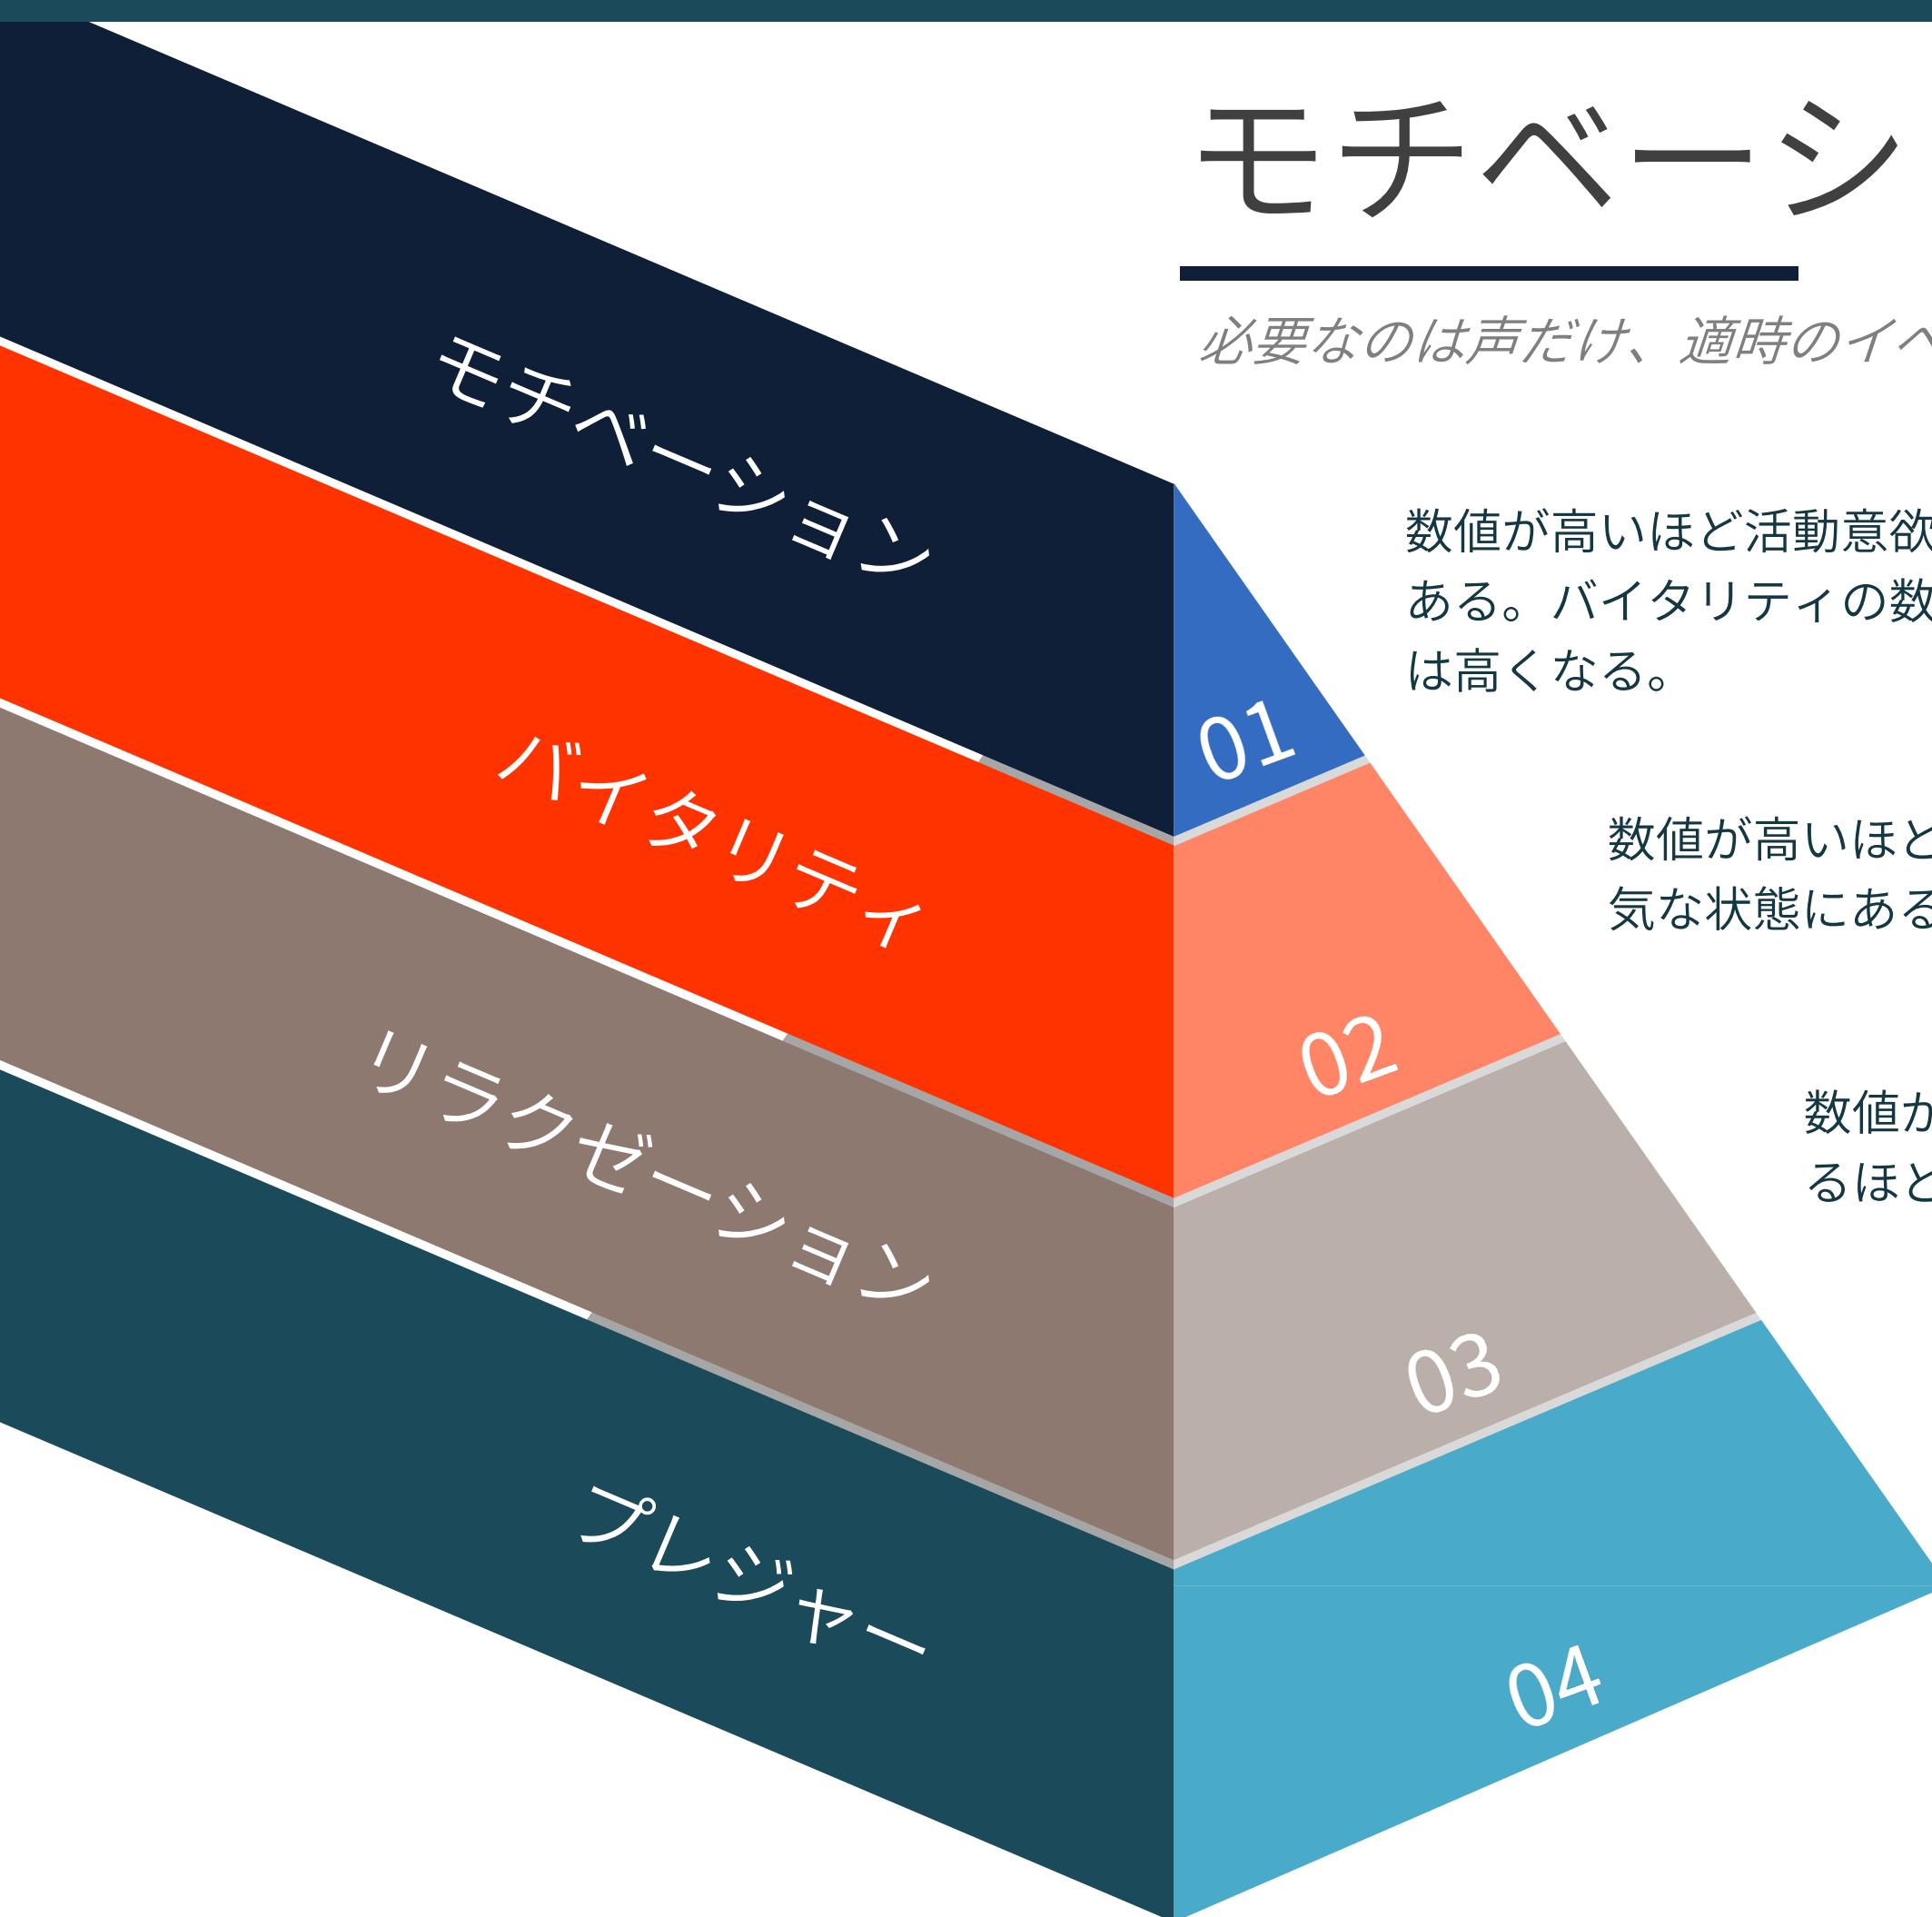 モチベーシ
必要なのは声だけ、適時のイベ
モチベーション
01
数値が高いほど活動意欲
ある。バイタリティの数
は高くなる。
バイタリティ
02
数値が高いほど
気な状態にある
リラクゼーション
03
数値が
るほど
プレジャー
04